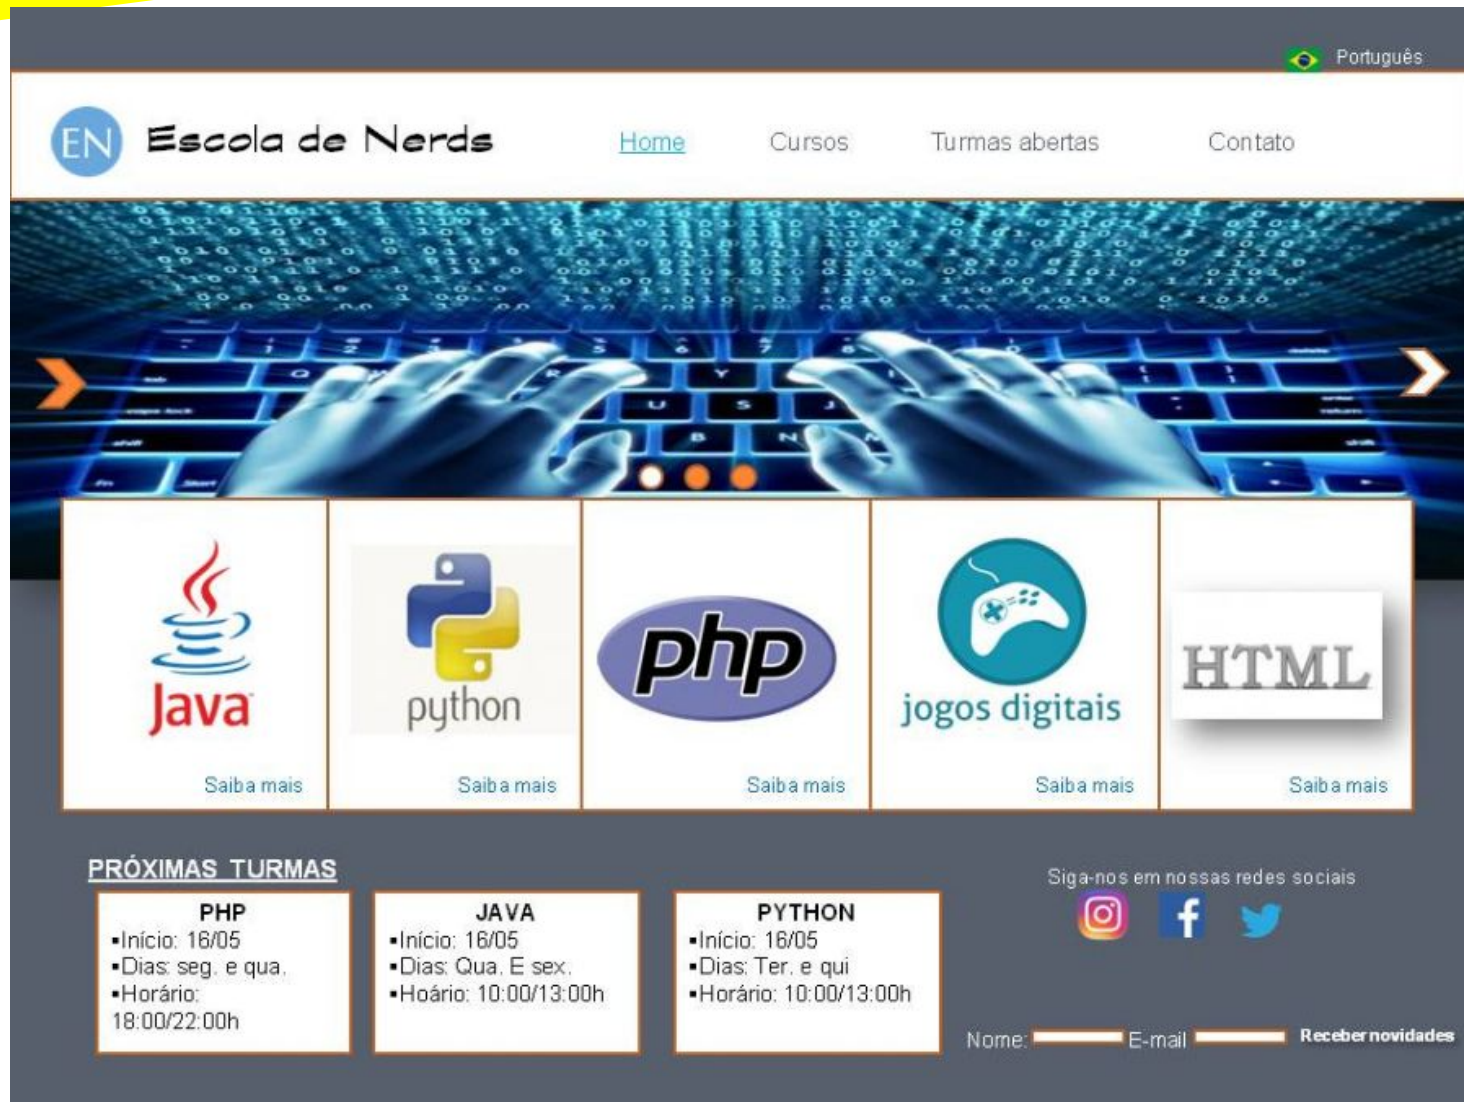 Português
EN Escola de Nerds Home Cursos Turmas abertas Contato
Java
python
php
jogos digitais
HTML
Saiba mais Saiba mais Saiba mais Saiba mais Saiba mais
PRÓXIMAS TURMAS
PHP
▪Início: 16/05
▪Dias: seg. e qua.
▪Horário:
18:00/22:00h
JAVA
▪Início: 16/05
▪Dias: Qua. E sex.
▪Hoário: 10:00/13:00h
PYTHON
▪Início: 16/05
▪Dias: Ter. e qui
▪Horário: 10:00/13:00h
Siga-nos em nossas redes sociais
Nome: E-mail Receber novidades